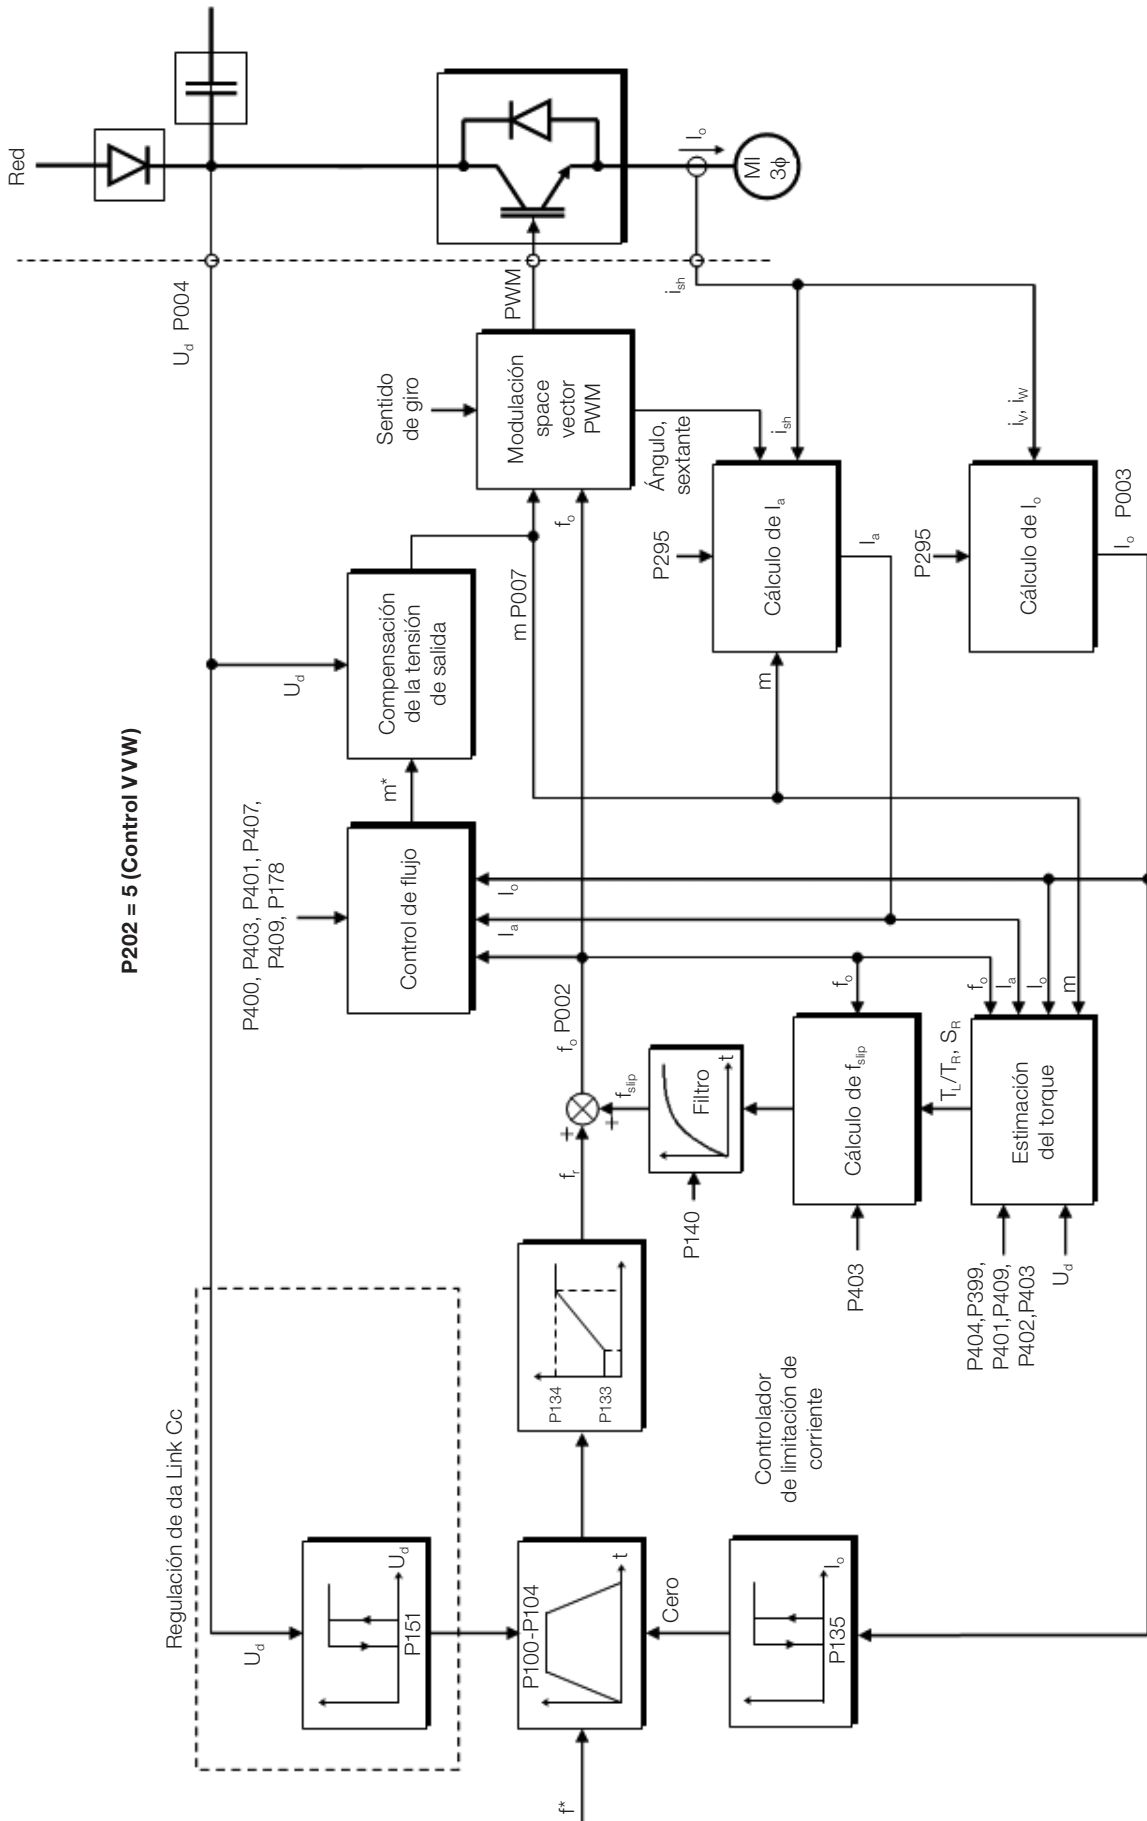 P202 = 5 (Control VVW)
Regulación de da Link Cc
U_d
U_d
P151
f*
P100-P104
t
Cero
I_o
P135
Controlador
de limitación de
corriente
P134
P133
f_r
+
+
f_slip
Filtro
t
P140
f_o P002
P403
Cálculo de f_slip
f_o
T_L/T_R, S_R
P404,P399,
P401,P409,
P402,P403
U_d
Estimación
del torque
f_o
I_a
I_o
m
P400, P403, P401, P407,
P409, P178
Control de flujo
I_a
I_o
m*
U_d
Compensación
de la tensión
de salida
m P007
f_o
Sentido
de giro
Modulación
space
vector
PWM
PWM
Ángulo,
sextante
P295
m
Cálculo de I_a
i_sh
I_a
P295
Cálculo de I_o
i_v, i_w
I_o P003
i_sh
U_d P004
Red
I_o
MI
3ϕ